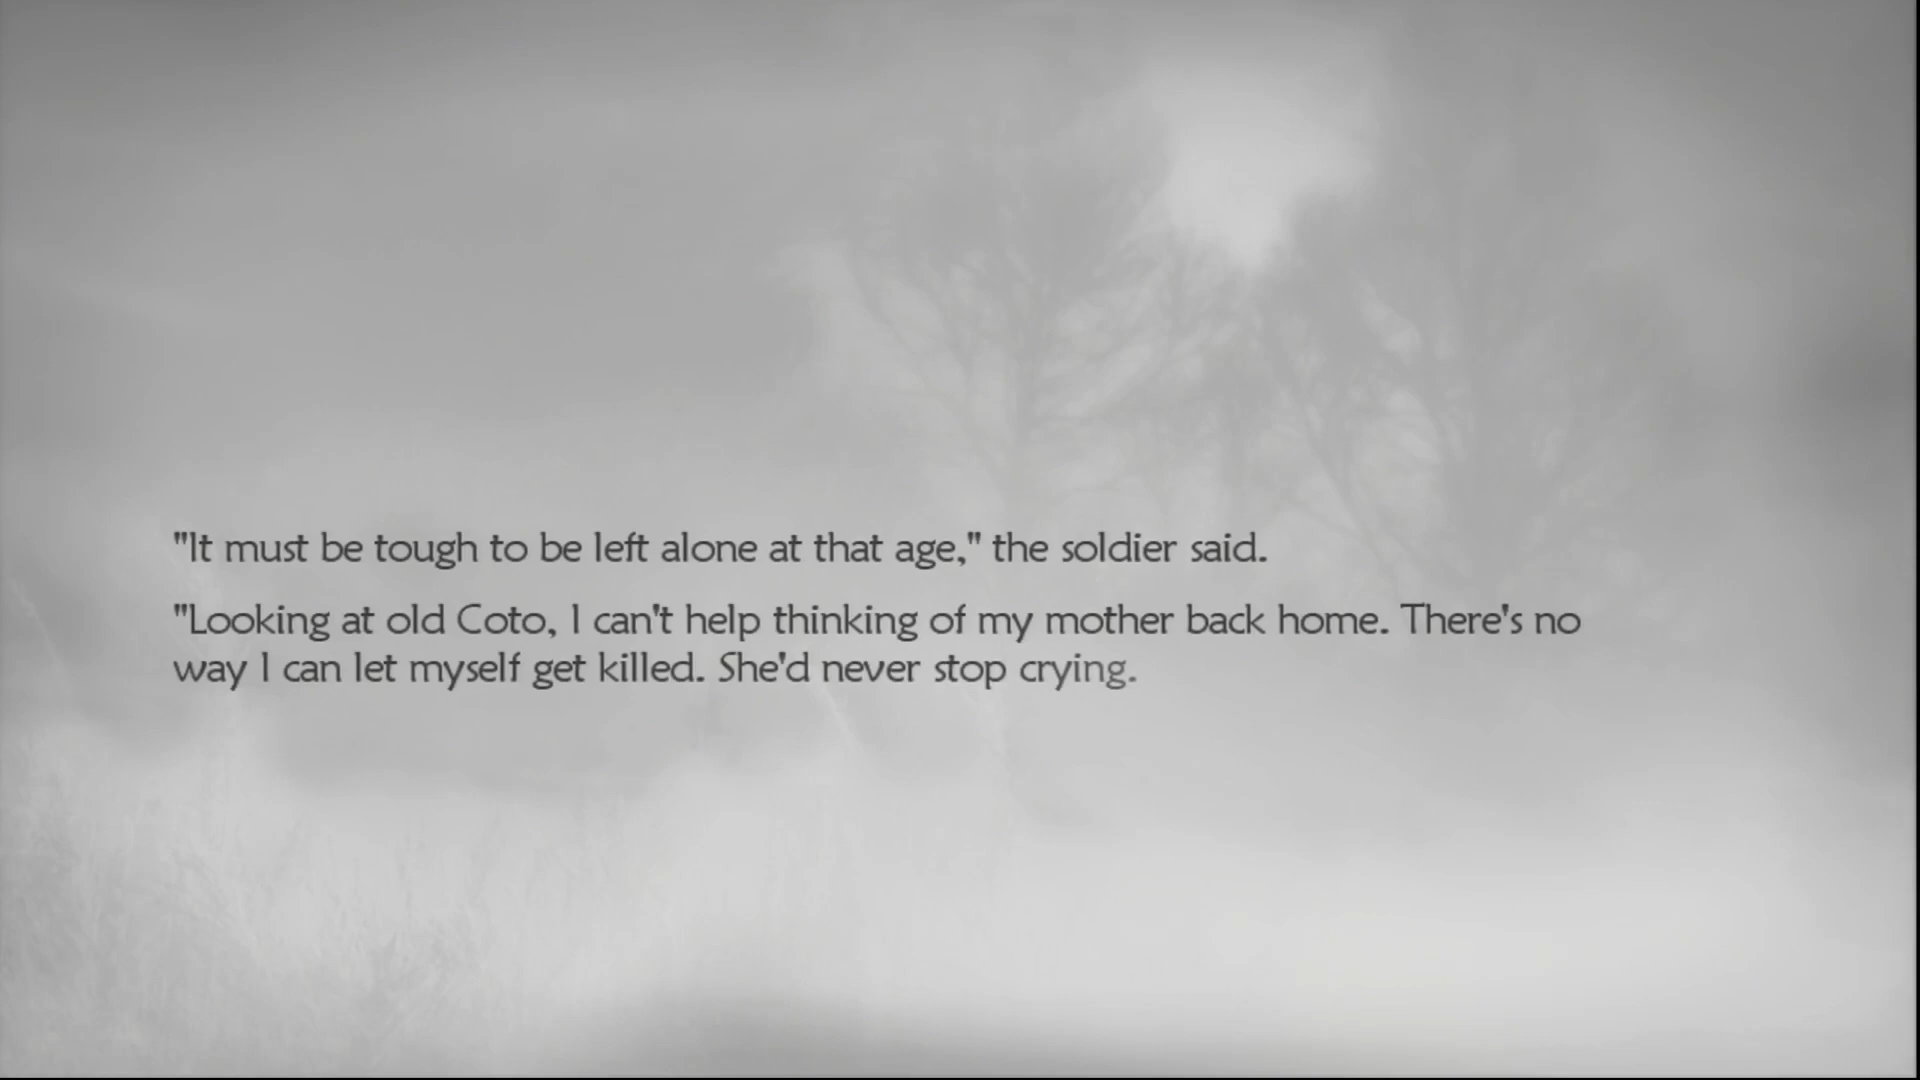 "It must be tough to be left alone at that age," the soldier said.
"Looking at old Coto, I can't help thinking of my mother back home. There's no
way I can let myself get killed. She'd never stop crying.